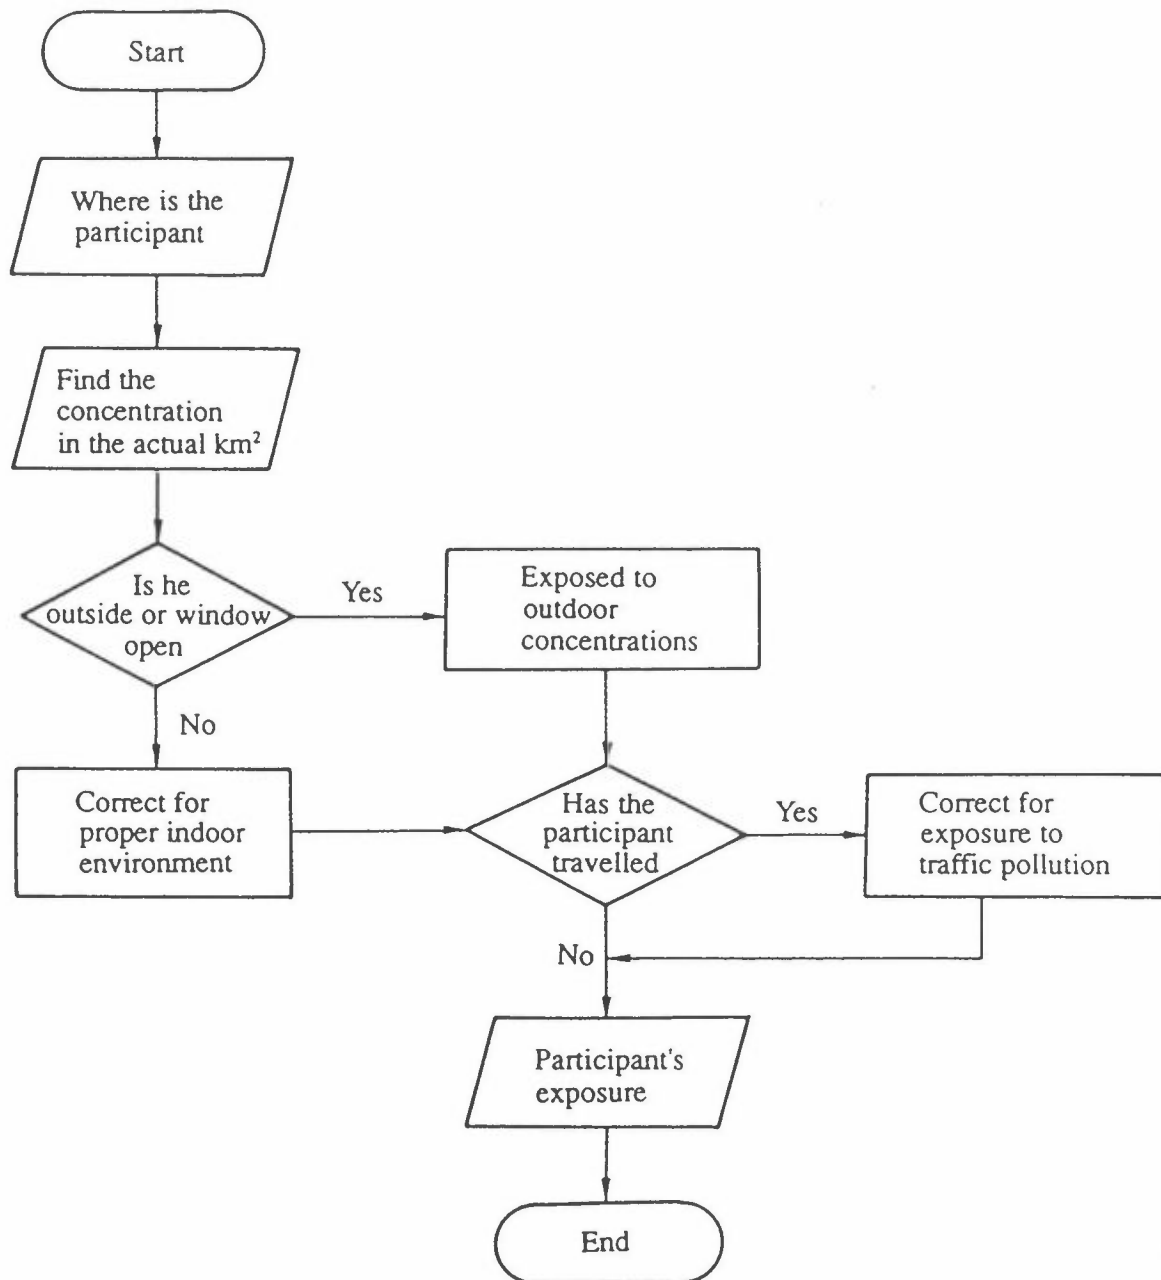 Start
Where is the
participant
Find the
concentration
in the actual km²
Is he
outside or window
open
Yes
Exposed to
outdoor
concentrations
No
Correct for
proper indoor
environment
Has the
participant
travelled
Yes
Correct for
exposure to
traffic pollution
No
Participant's
exposure
End